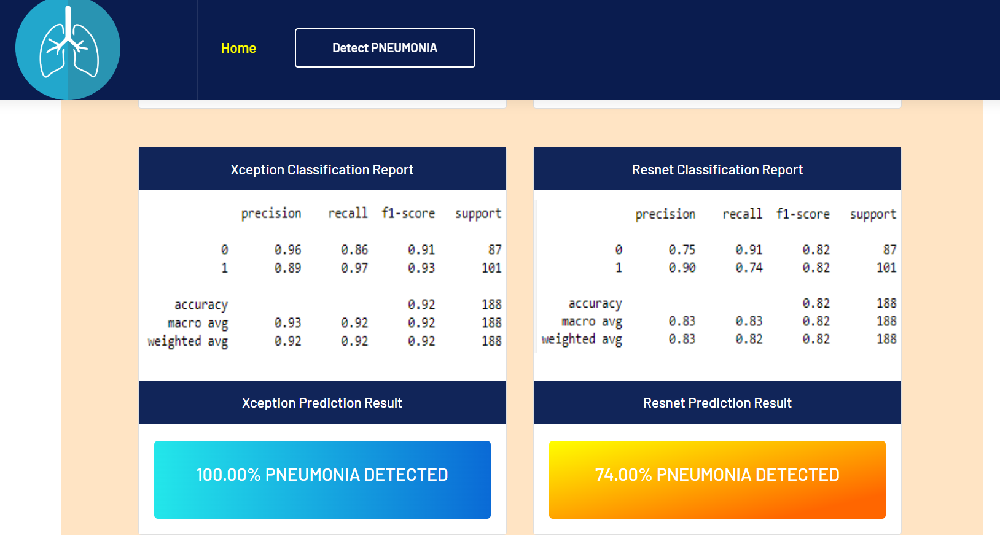 Home
Detect PNEUMONIA
Xception Classification Report
precision recall f1-score support
0 0.96 0.86 0.91 87
1 0.89 0.97 0.93 101
accuracy 0.92 188
macro avg 0.93 0.92 0.92 188
weighted avg 0.92 0.92 0.92 188
Xception Prediction Result
100.00% PNEUMONIA DETECTED
Resnet Classification Report
precision recall f1-score support
0 0.75 0.91 0.82 87
1 0.90 0.74 0.82 101
accuracy 0.82 188
macro avg 0.83 0.83 0.82 188
weighted avg 0.83 0.82 0.82 188
Resnet Prediction Result
74.00% PNEUMONIA DETECTED